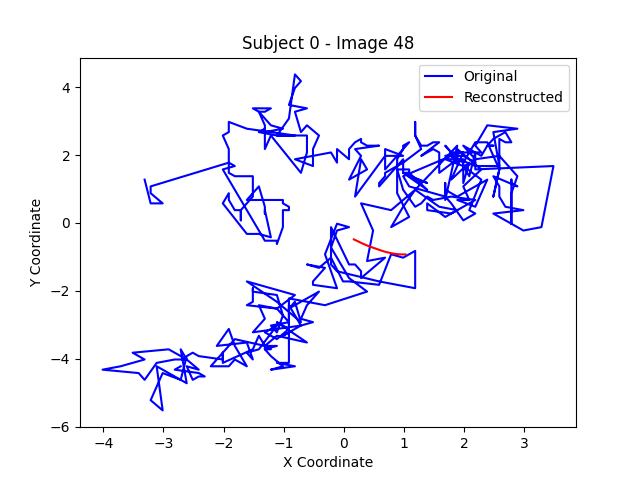 Subject 0 - Image 48
Original
Reconstructed
Y Coordinate
4
2
0
−2
−4
−6
−4 −3 −2 −1 0 1 2 3
X Coordinate